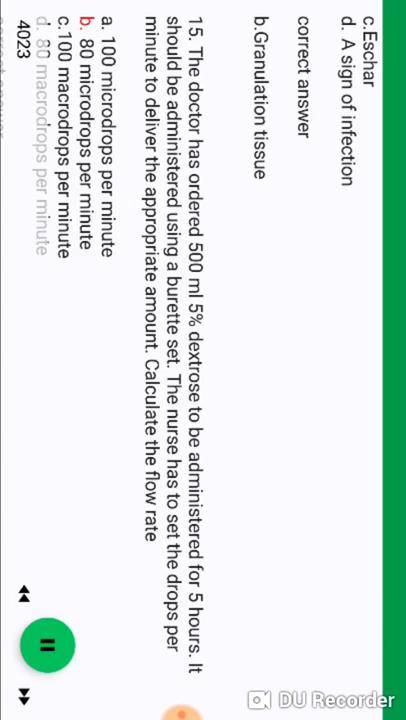 c.Eschar
d. A sign of infection
correct answer
b.Granulation tissue
15. The doctor has ordered 500 ml 5% dextrose to be administered for 5 hours. It
should be administered using a burette set. The nurse has to set the drops per
minute to deliver the appropriate amount. Calculate the flow rate
a. 100 microdrops per minute
b. 80 microdrops per minute
c.100 macrodrops per minute
d. 80 macrodrops per minute
4023
DU Recorder